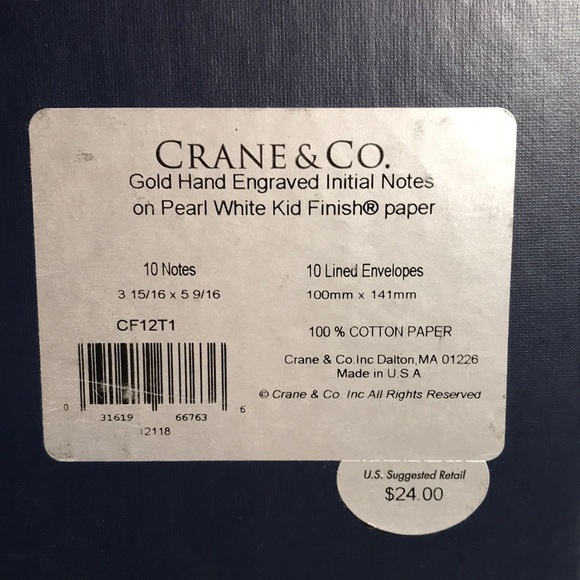 CRANE & CO.
Gold Hand Engraved Initial Notes
on Pearl White Kid Finish® paper
10 Notes
3 15/16 x 5 9/16
10 Lined Envelopes
100mm x 141mm
CF12T1
100 % COTTON PAPER
Crane & Co. Inc Dalton, MA 01226
Made in U.S.A
© Crane & Co. Inc All Rights Reserved
0 31619 66763 6
12118
U.S. Suggested Retail
$24.00